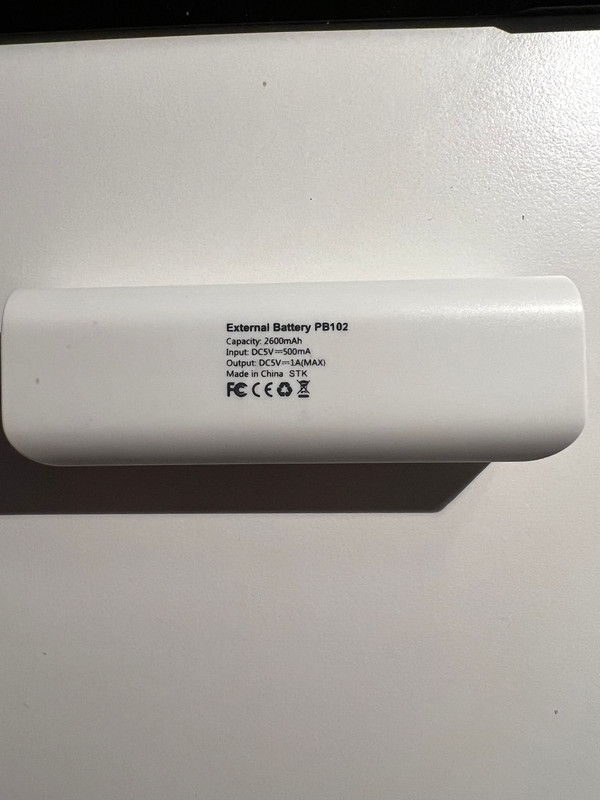 External Battery PB102
Capacity: 2600mAh
Input: DC5V⎓500mA
Output: DC5V⎓1A(MAX)
Made in China STK
FC CE